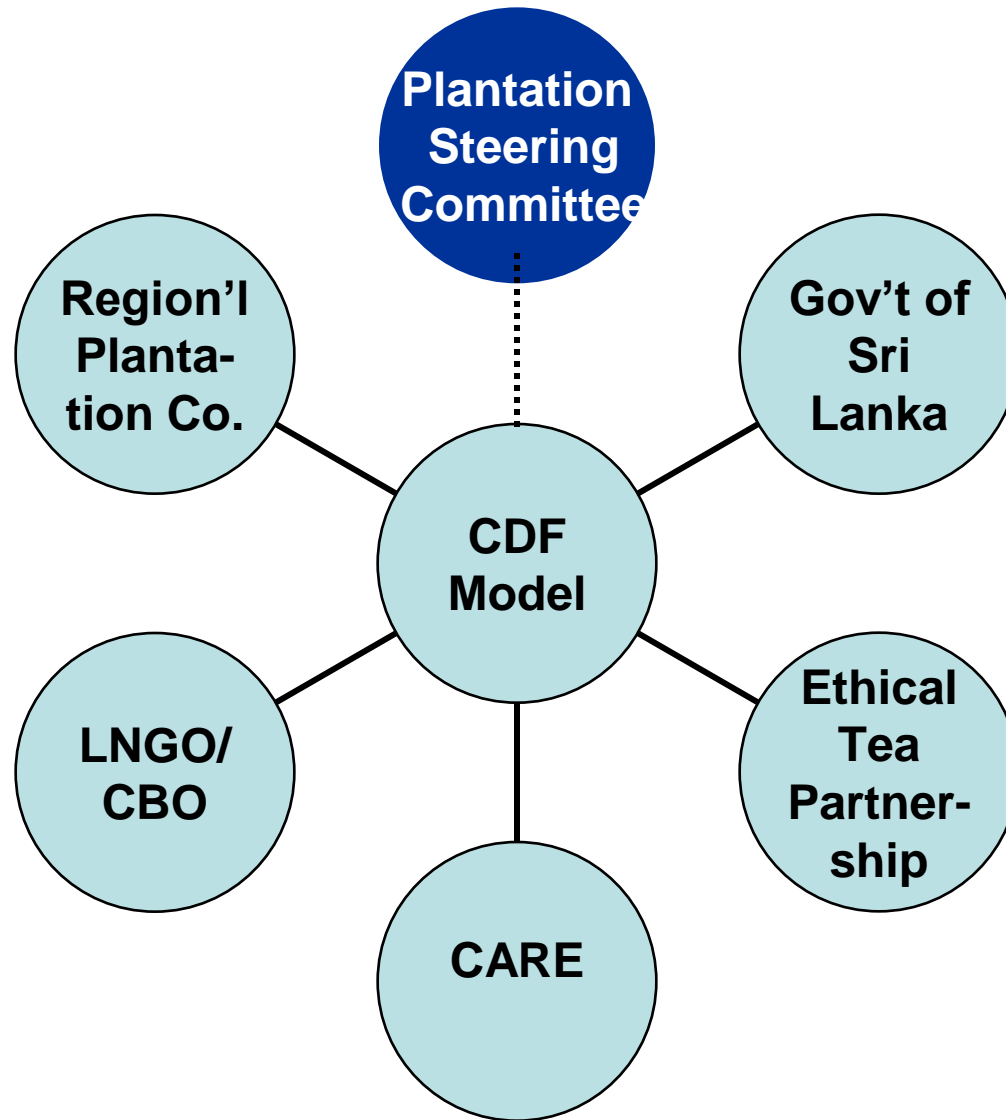 Plantation
Steering
Committee
Region’l
Planta-
tion Co.
Gov’t of
Sri
Lanka
CDF
Model
LNGO/
CBO
Ethical
Tea
Partner-
ship
CARE